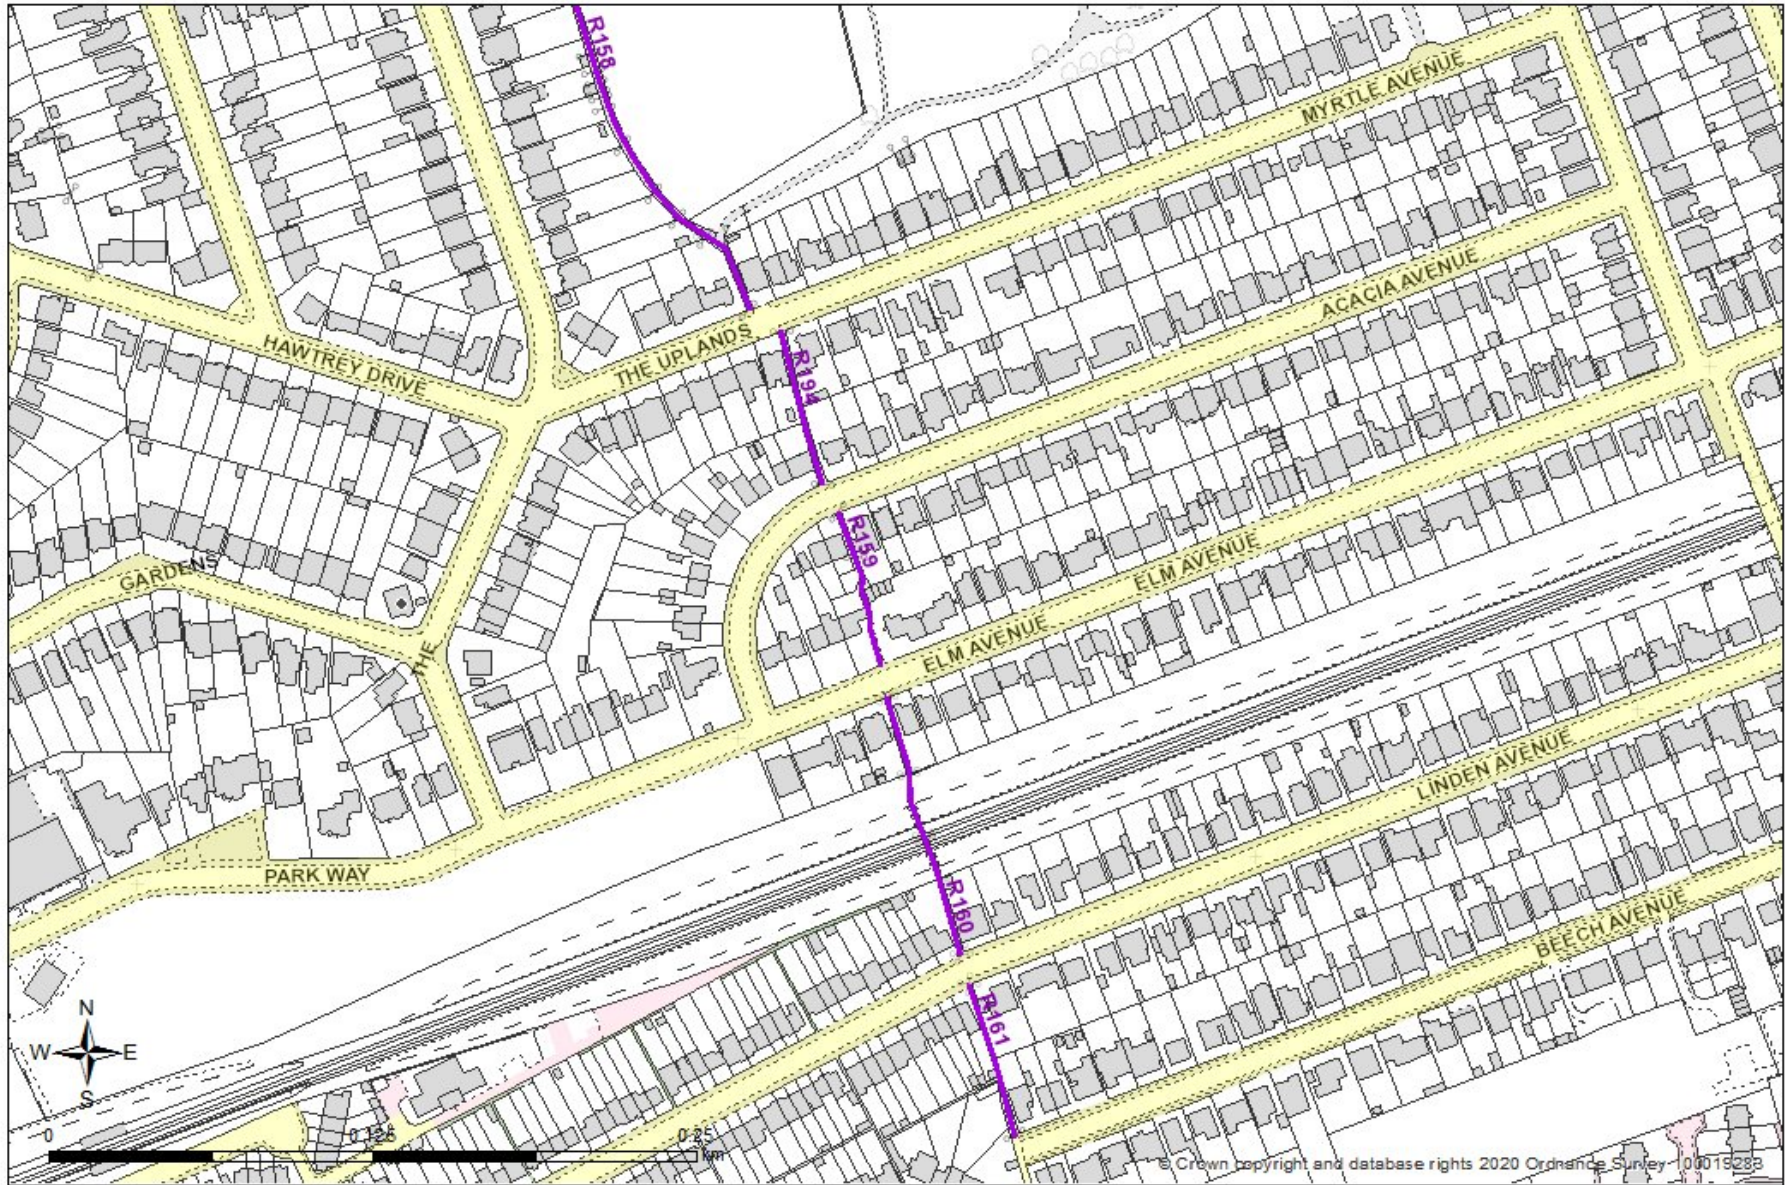 R158
MYRTLE AVENUE
ACACIA AVENUE
HAWTREY DRIVE
THE UPLANDS
R194
R159
GARDENS
ELM AVENUE
ELM AVENUE
THE
LINDEN AVENUE
PARK WAY
R160
BEECH AVENUE
R161
N
W E
S
0 0.125 0.25
km
© Crown copyright and database rights 2020 Ordnance Survey 100019283